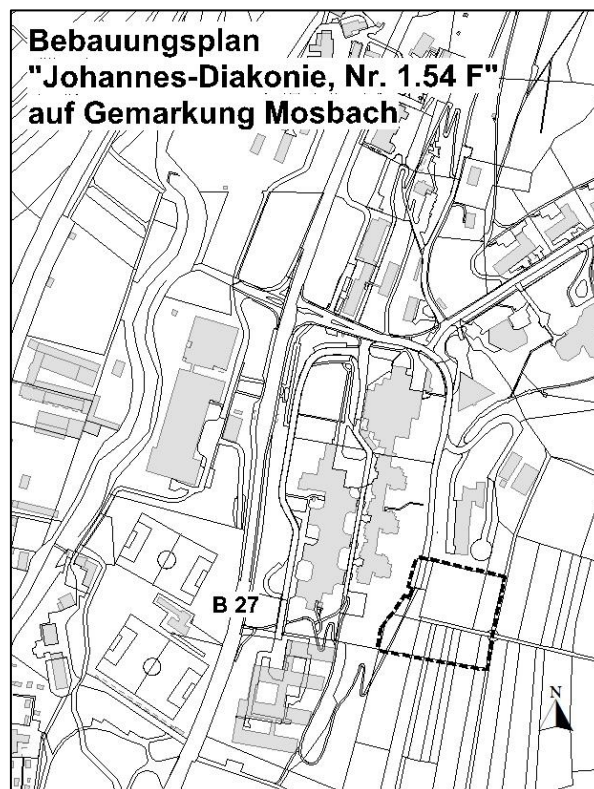 Bebauungsplan
"Johannes-Diakonie, Nr. 1.54 F"
auf Gemarkung Mosbach
B 27
N